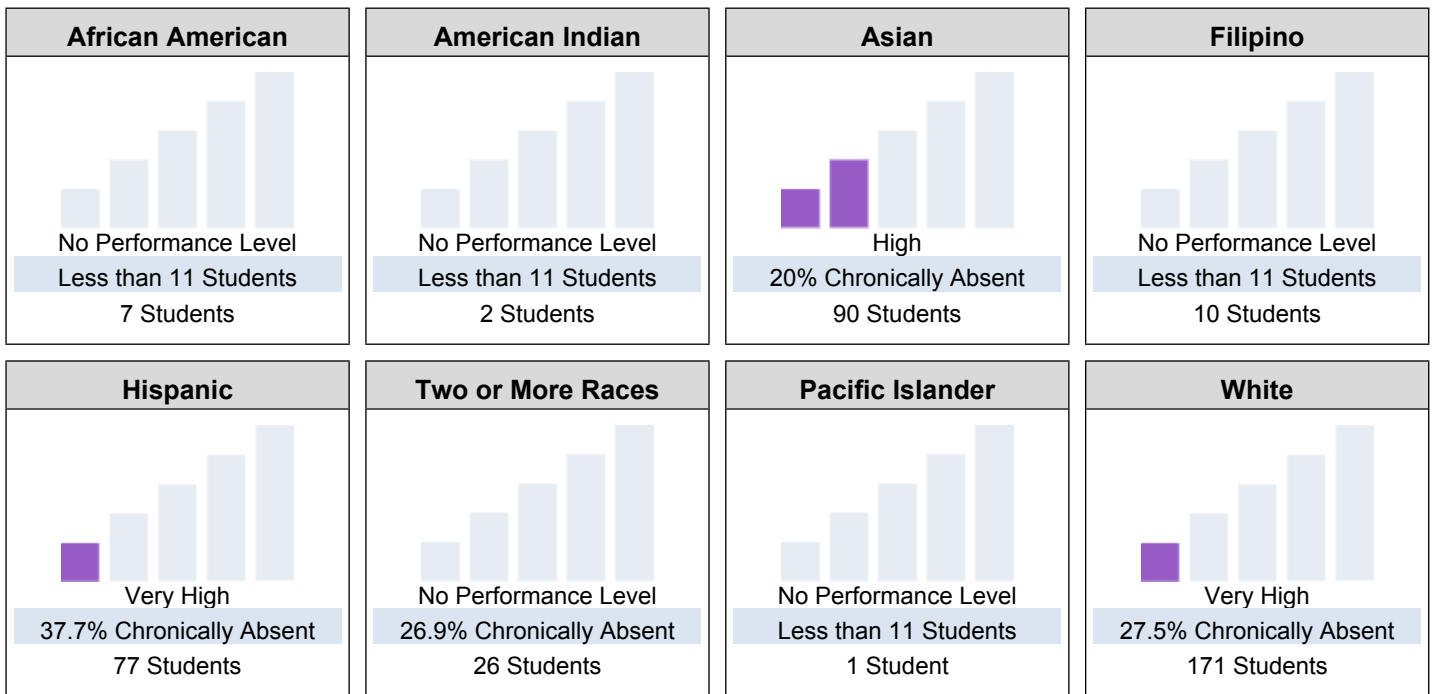 African American
No Performance Level
Less than 11 Students
7 Students
American Indian
No Performance Level
Less than 11 Students
2 Students
Asian
High
20% Chronically Absent
90 Students
Filipino
No Performance Level
Less than 11 Students
10 Students
Hispanic
Very High
37.7% Chronically Absent
77 Students
Two or More Races
No Performance Level
26.9% Chronically Absent
26 Students
Pacific Islander
No Performance Level
Less than 11 Students
1 Student
White
Very High
27.5% Chronically Absent
171 Students